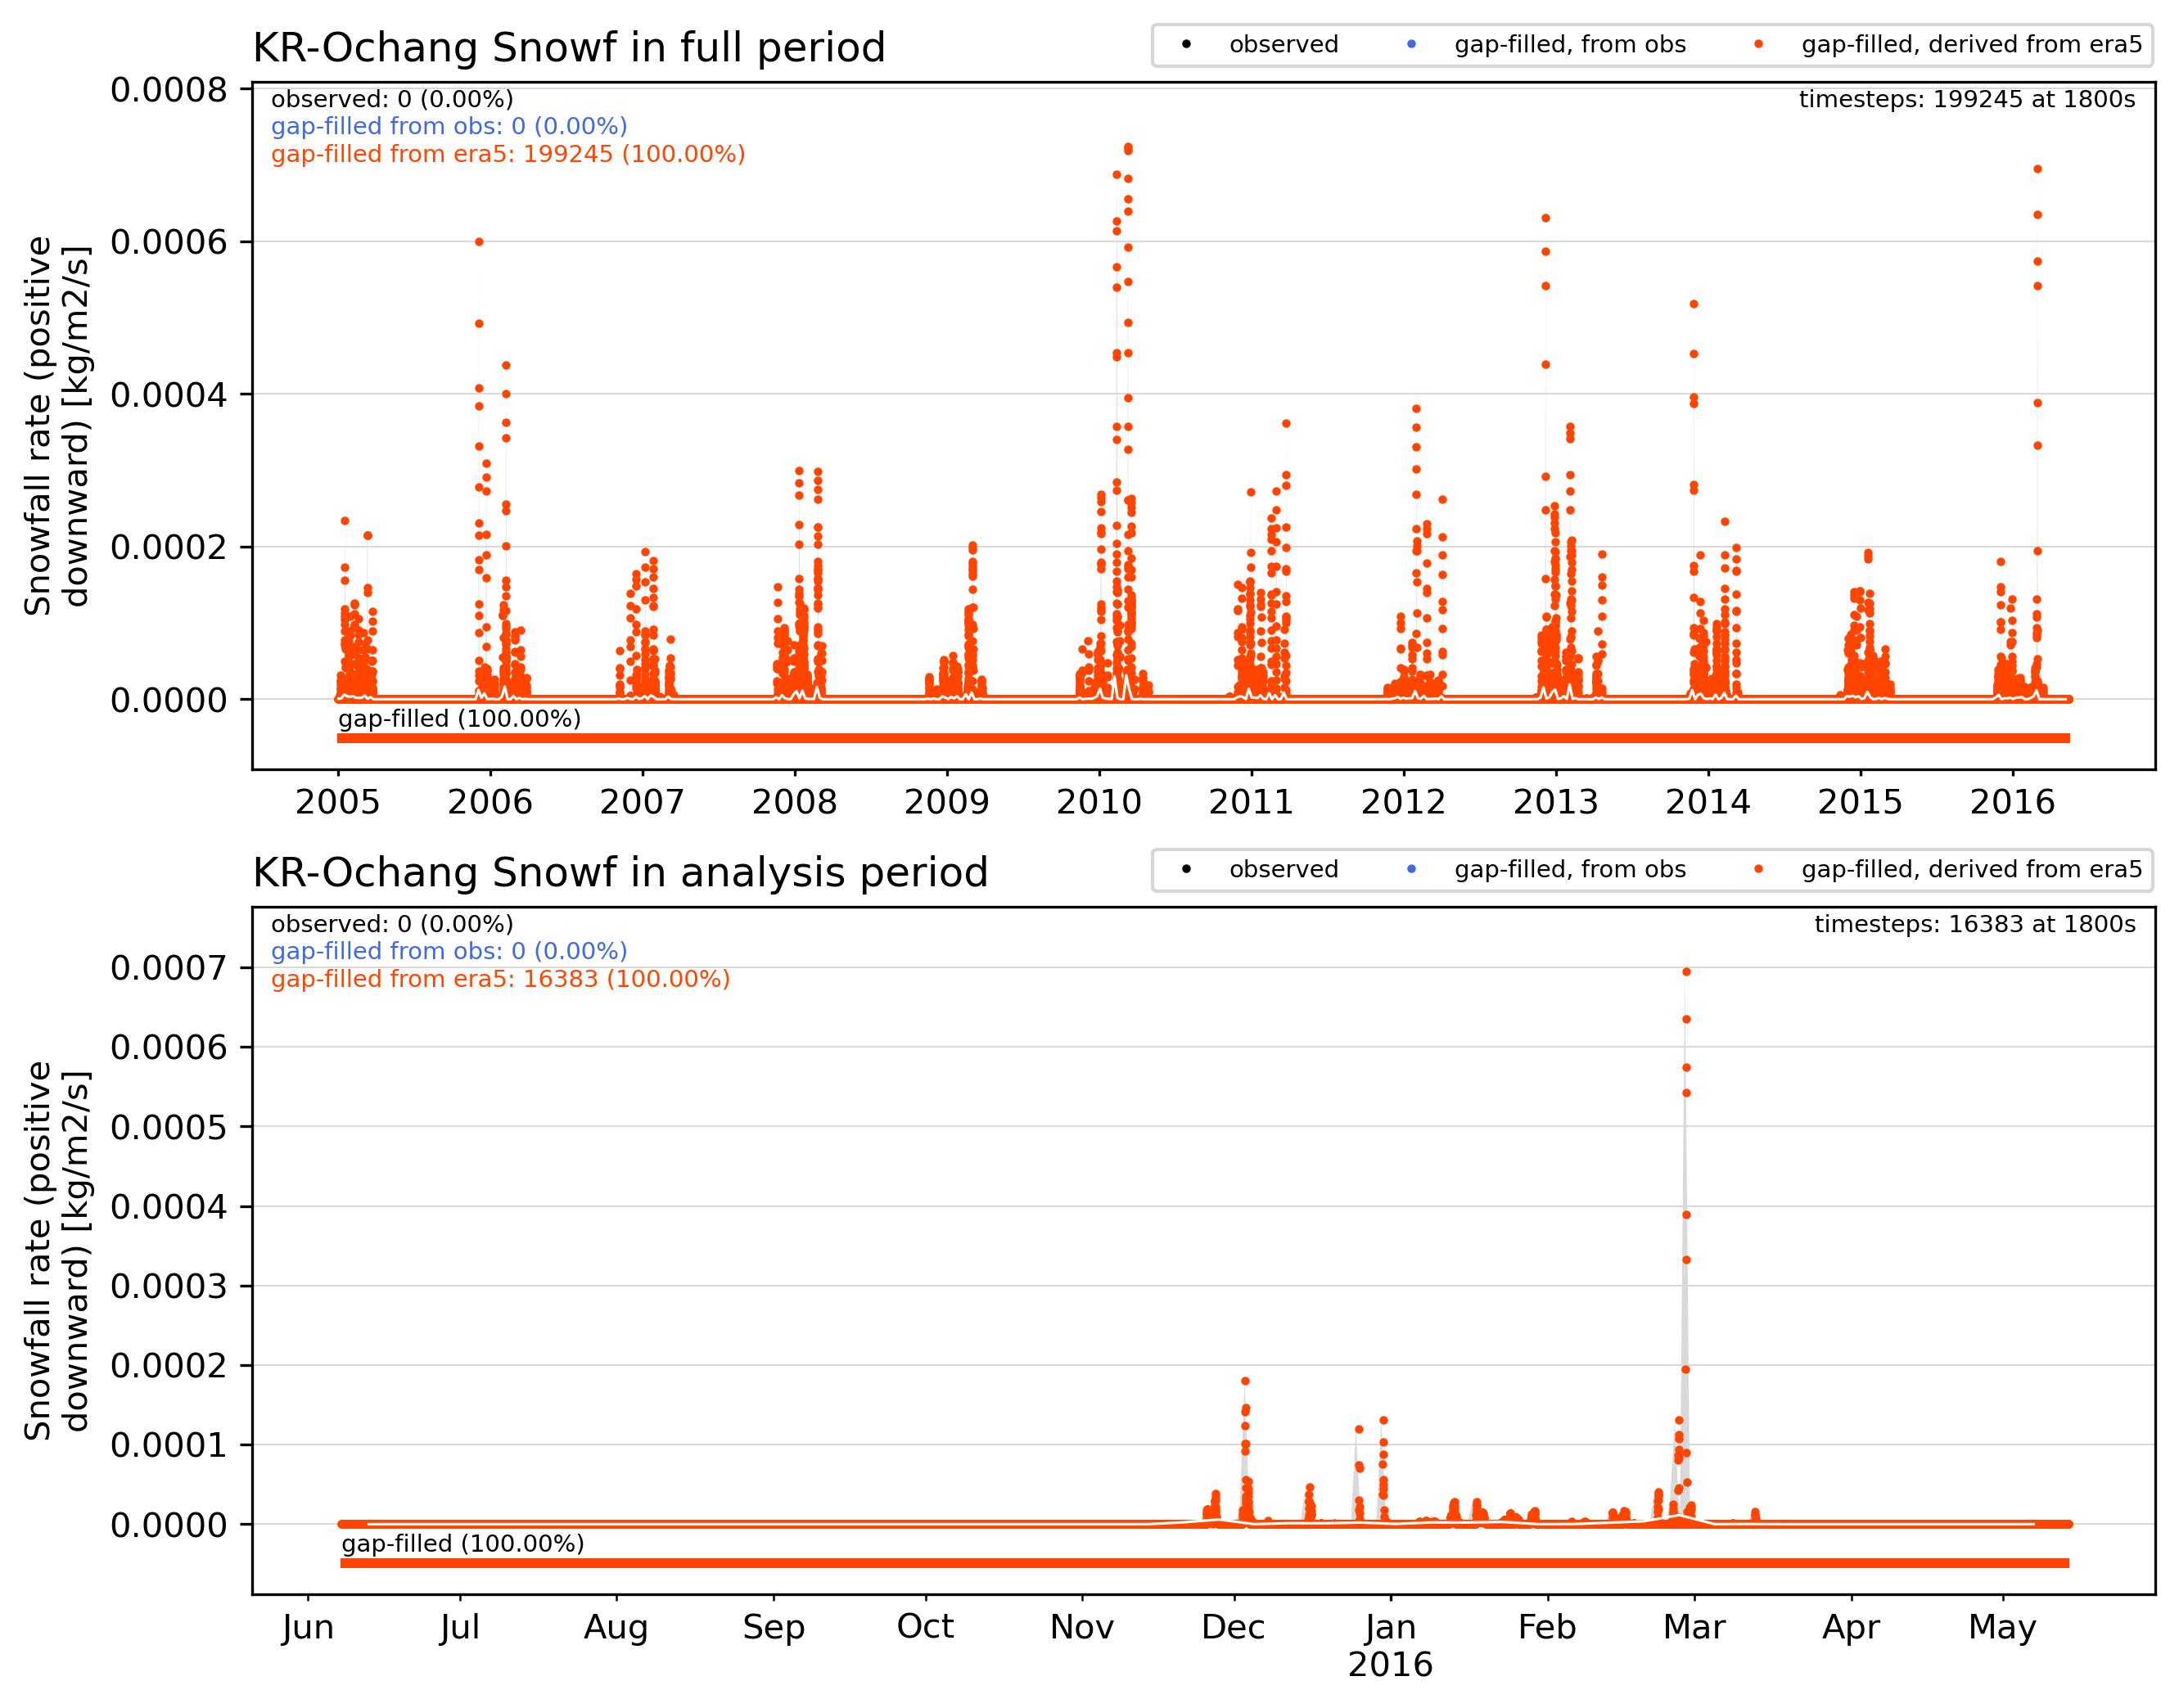 KR-Ochang Snowf in full period
observed
gap-filled, from obs
gap-filled, derived from era5
observed: 0 (0.00%)
gap-filled from obs: 0 (0.00%)
gap-filled from era5: 199245 (100.00%)
timesteps: 199245 at 1800s
Snowfall rate (positive
downward) [kg/m2/s]
0.0008
0.0006
0.0004
0.0002
0.0000
gap-filled (100.00%)
2005 2006 2007 2008 2009 2010 2011 2012 2013 2014 2015 2016
KR-Ochang Snowf in analysis period
observed
gap-filled, from obs
gap-filled, derived from era5
observed: 0 (0.00%)
gap-filled from obs: 0 (0.00%)
gap-filled from era5: 16383 (100.00%)
timesteps: 16383 at 1800s
Snowfall rate (positive
downward) [kg/m2/s]
0.0007
0.0006
0.0005
0.0004
0.0003
0.0002
0.0001
0.0000
gap-filled (100.00%)
Jun Jul Aug Sep Oct Nov Dec Jan Feb Mar Apr May
2016